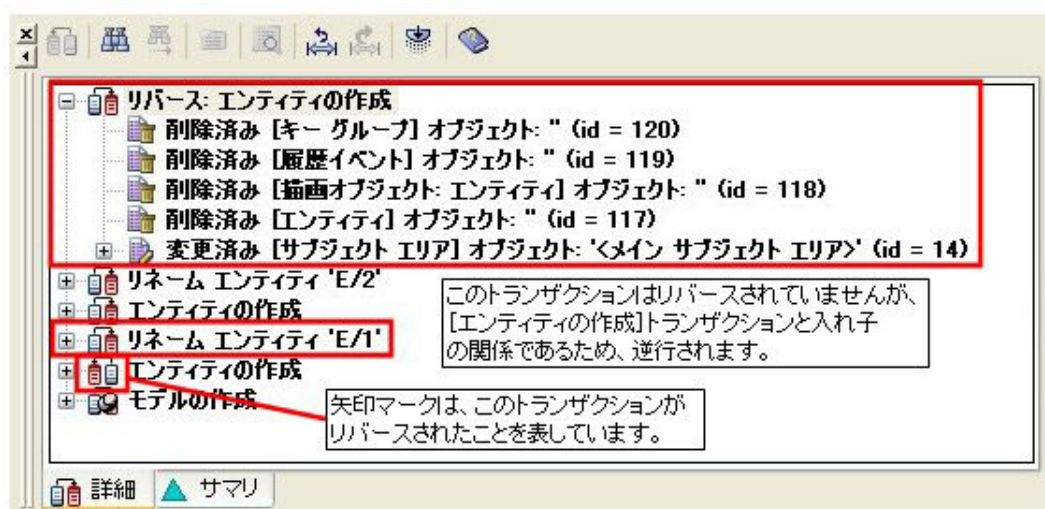 リバース: エンティティの作成
削除済み [キー グループ] オブジェクト: '' (id = 120)
削除済み [履歴イベント] オブジェクト: '' (id = 119)
削除済み [描画オブジェクト: エンティティ] オブジェクト: '' (id = 118)
削除済み [エンティティ] オブジェクト: '' (id = 117)
変更済み [サブジェクト エリア] オブジェクト: '<メイン サブジェクト エリア>' (id = 14)
リネーム エンティティ 'E/2'
エンティティの作成
リネーム エンティティ 'E/1'
エンティティの作成
モデルの作成
このトランザクションはリバースされていませんが、
[エンティティの作成]トランザクションと入れ子
の関係であるため、逆行されます。
矢印マークは、このトランザクションが
リバースされたことを表しています。
詳細
サマリ